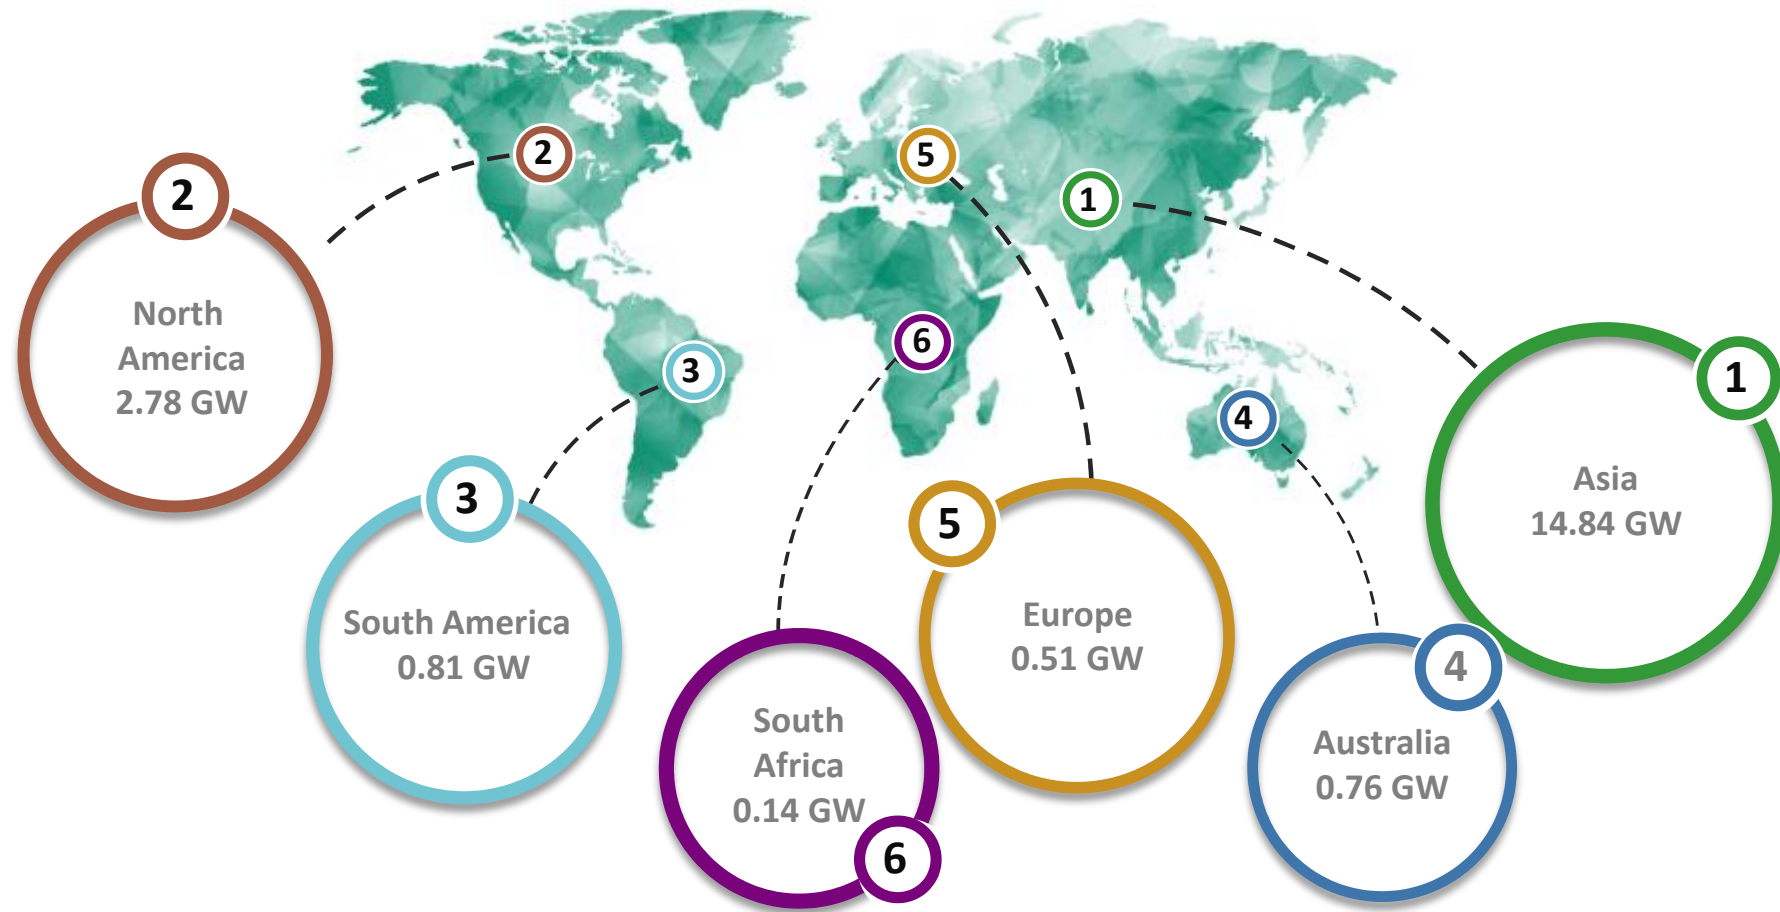 2
5
1
6
3
4
2
North
America
2.78 GW
3
South America
0.81 GW
6
South
Africa
0.14 GW
5
Europe
0.51 GW
4
Australia
0.76 GW
1
Asia
14.84 GW